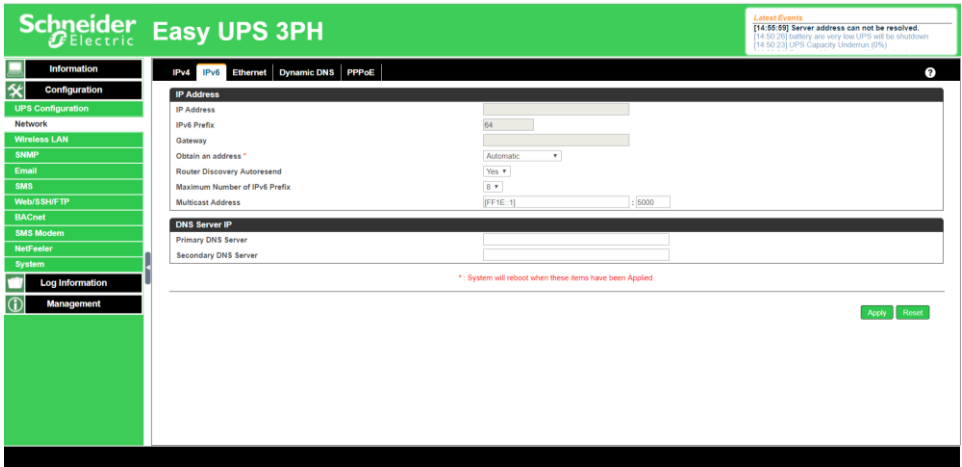 Schneider Electric
Easy UPS 3PH
Latest Events
[14:55:59] Server address can not be resolved.
[14:50:26] battery are very low UPS will be shutdown
[14:50:23] UPS Capacity Underrun (0%)
Information
Configuration
UPS Configuration
Network
Wireless LAN
SNMP
Email
SMS
Web/SSH/FTP
BACnet
SMS Modem
NetFeeler
System
Log Information
Management
IPv4 IPv6 Ethernet Dynamic DNS PPPoE ?
IP Address
IP Address
IPv6 Prefix 64
Gateway
Obtain an address * Automatic
Router Discovery Autoresend Yes
Maximum Number of IPv6 Prefix 8
Multicast Address [FF1E::1] : 5000
DNS Server IP
Primary DNS Server
Secondary DNS Server
* : System will reboot when these items have been Applied.
Apply Reset